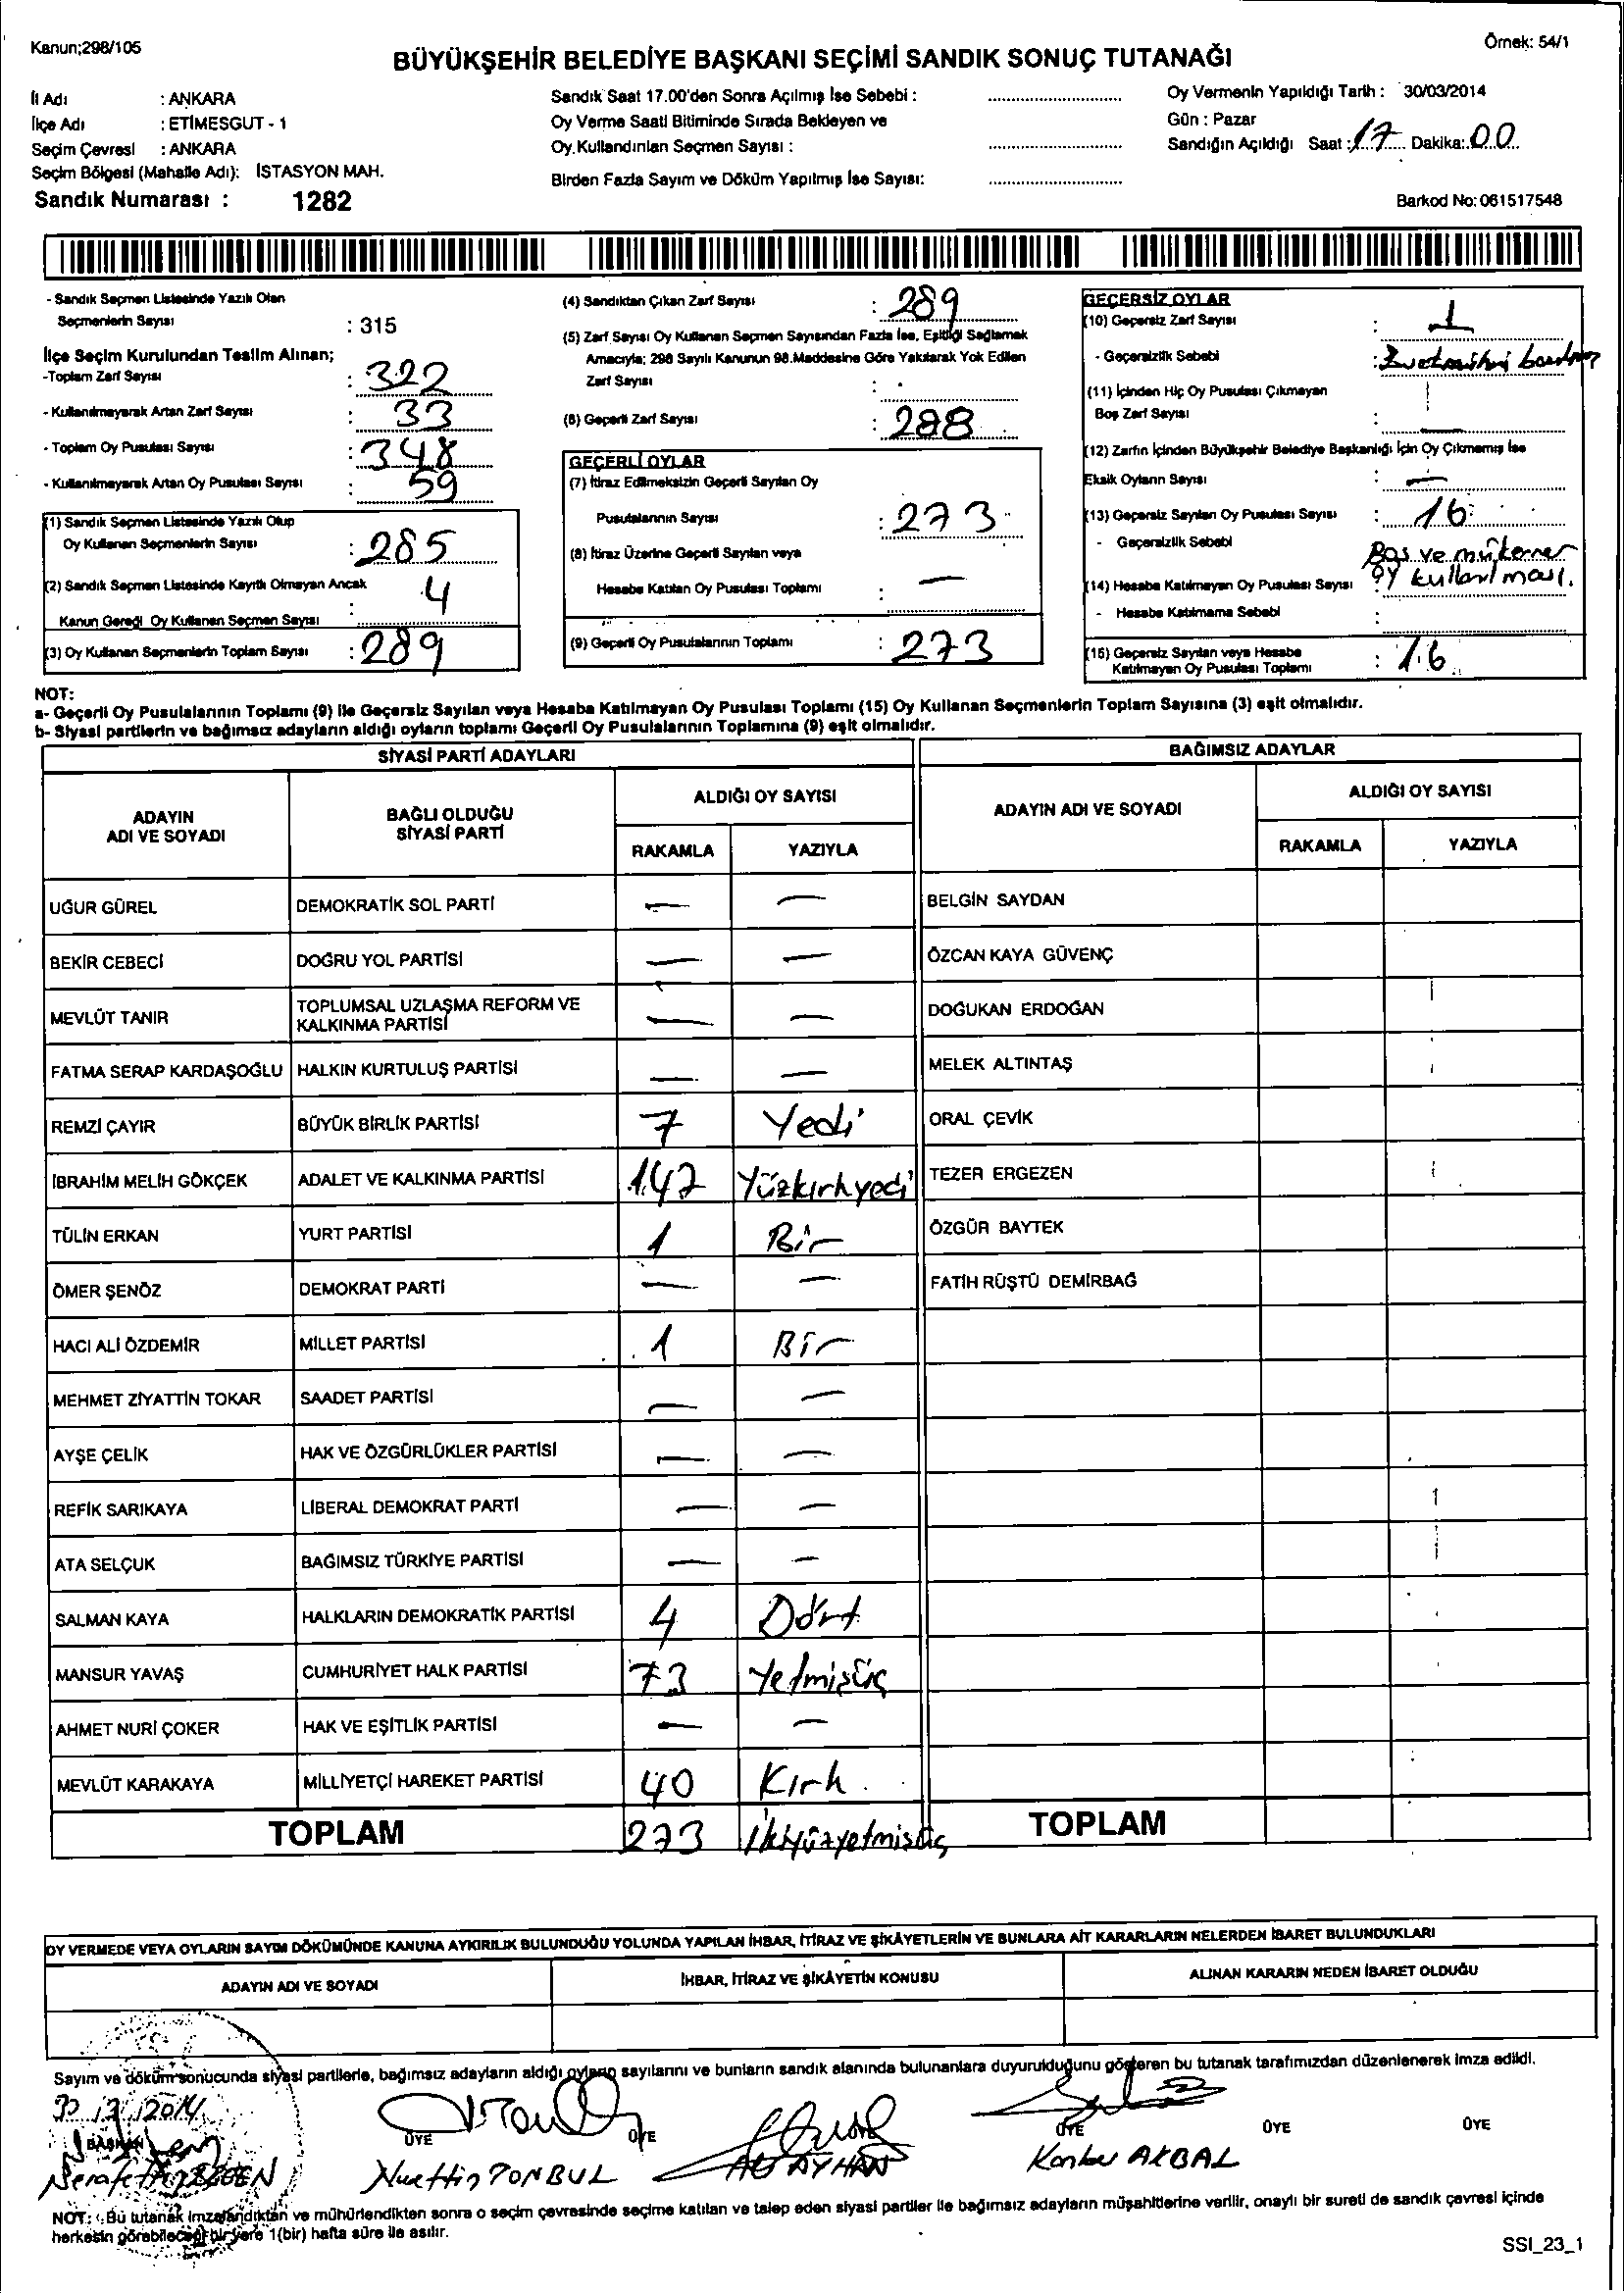 Kanun;298/105
Örnek: 54/1
BÜYÜKŞEHİR BELEDİYE BAŞKANI SEÇİMİ SANDIK SONUÇ TUTANAĞI
İl Adı : ANKARA
İlçe Adı : ETİMESGUT - 1
Seçim Çevresi : ANKARA
Seçim Bölgesi (Mahalle Adı): İSTASYON MAH.
Sandık Numarası : 1282
Sandık Saat 17.00'den Sonra Açılmış İse Sebebi :
Oy Verme Saati Bitiminde Sırada Bekleyen ve
Oy Kullandırılan Seçmen Sayısı :
Birden Fazla Sayım ve Döküm Yapılmış İse Sayısı:
Oy Vermenin Yapıldığı Tarih : 30/03/2014
Gün : Pazar
Sandığın Açıldığı Saat : 17 Dakika: 00
Barkod No: 061517548
- Sandık Seçmen Listesinde Yazılı Olan
Seçmenlerin Sayısı : 315
İlçe Seçim Kurulundan Teslim Alınan;
-Toplam Zarf Sayısı : 322
- Kullanılmayarak Artan Zarf Sayısı : 33
- Toplam Oy Pusulası Sayısı : 348
- Kullanılmayarak Artan Oy Pusulası Sayısı : 59
(1) Sandık Seçmen Listesinde Yazılı Olup
Oy Kullanan Seçmenlerin Sayısı : 285
(2) Sandık Seçmen Listesinde Kayıtlı Olmayan Ancak
Kanun Gereği Oy Kullanan Seçmen Sayısı : 4
(3) Oy Kullanan Seçmenlerin Toplam Sayısı : 289
(4) Sandıktan Çıkan Zarf Sayısı : 289
(5) Zarf Sayısı Oy Kullanan Seçmen Sayısından Fazla İse, Eşitliği Sağlamak
Amacıyla; 298 Sayılı Kanunun 98.Maddesine Göre Yakılarak Yok Edilen
Zarf Sayısı :
(6) Geçerli Zarf Sayısı : 288
GEÇERLİ OYLAR
(7) İtiraz Edilmeksizin Geçerli Sayılan Oy
Pusulalarının Sayısı : 273
(8) İtiraz Üzerine Geçerli Sayılan veya
Hesaba Katılan Oy Pusulası Toplamı : —
(9) Geçerli Oy Pusulalarının Toplamı : 273
GEÇERSİZ OYLAR
(10) Geçersiz Zarf Sayısı : 1
- Geçersizlik Sebebi :
(11) İçinden Hiç Oy Pusulası Çıkmayan
Boş Zarf Sayısı : —
(12) Zarfın İçinden Büyükşehir Belediye Başkanlığı İçin Oy Çıkmamış İse
Eksik Oyların Sayısı : —
(13) Geçersiz Sayılan Oy Pusulası Sayısı : 16
- Geçersizlik Sebebi Boş ve mükerrer
oy kullanılması.
(14) Hesaba Katılmayan Oy Pusulası Sayısı :
- Hesaba Katılmama Sebebi :
(15) Geçersiz Sayılan veya Hesaba
Katılmayan Oy Pusulası Toplamı : 16
NOT:
a- Geçerli Oy Pusulalarının Toplamı (9) ile Geçersiz Sayılan veya Hesaba Katılmayan Oy Pusulası Toplamı (15) Oy Kullanan Seçmenlerin Toplam Sayısına (3) eşit olmalıdır.
b- Siyasi partilerin ve bağımsız adayların aldığı oyların toplamı Geçerli Oy Pusulalarının Toplamına (9) eşit olmalıdır.
SİYASİ PARTİ ADAYLARI
ADAYIN ADI VE SOYADI
BAĞLI OLDUĞU SİYASİ PARTİ
ALDIĞI OY SAYISI
RAKAMLA YAZIYLA
UĞUR GÜREL DEMOKRATİK SOL PARTİ — —
BEKİR CEBECİ DOĞRU YOL PARTİSİ — —
MEVLÜT TANIR TOPLUMSAL UZLAŞMA REFORM VE KALKINMA PARTİSİ — —
FATMA SERAP KARDAŞOĞLU HALKIN KURTULUŞ PARTİSİ — —
REMZİ ÇAYIR BÜYÜK BİRLİK PARTİSİ 7 Yedi
İBRAHİM MELİH GÖKÇEK ADALET VE KALKINMA PARTİSİ 147 Yüzkırkyedi
TÜLİN ERKAN YURT PARTİSİ 1 Bir
ÖMER ŞENÖZ DEMOKRAT PARTİ — —
HACI ALİ ÖZDEMİR MİLLET PARTİSİ 1 Bir
MEHMET ZİYATTİN TOKAR SAADET PARTİSİ — —
AYŞE ÇELİK HAK VE ÖZGÜRLÜKLER PARTİSİ — —
REFİK SARIKAYA LİBERAL DEMOKRAT PARTİ — —
ATA SELÇUK BAĞIMSIZ TÜRKİYE PARTİSİ — —
SALMAN KAYA HALKLARIN DEMOKRATİK PARTİSİ 4 Dört
MANSUR YAVAŞ CUMHURİYET HALK PARTİSİ 73 Yetmişüç
AHMET NURİ ÇOKER HAK VE EŞİTLİK PARTİSİ — —
MEVLÜT KARAKAYA MİLLİYETÇİ HAREKET PARTİSİ 40 Kırk
TOPLAM 273 İkiyüzyetmişüç
BAĞIMSIZ ADAYLAR
ADAYIN ADI VE SOYADI
ALDIĞI OY SAYISI
RAKAMLA YAZIYLA
BELGİN SAYDAN
ÖZCAN KAYA GÜVENÇ
DOĞUKAN ERDOĞAN
MELEK ALTINTAŞ
ORAL ÇEVİK
TEZER ERGEZEN
ÖZGÜR BAYTEK
FATİH RÜŞTÜ DEMİRBAĞ
TOPLAM
OY VERMEDE VEYA OYLARIN SAYIM DÖKÜMÜNDE KANUNA AYKIRILIK BULUNDUĞU YOLUNDA YAPILAN İHBAR, İTİRAZ VE ŞİKÂYETLERİN VE BUNLARA AİT KARARLARIN NELERDEN İBARET BULUNDUKLARI
ADAYIN ADI VE SOYADI
İHBAR, İTİRAZ VE ŞİKÂYETİN KONUSU
ALINAN KARARIN NEDEN İBARET OLDUĞU
Sayım ve döküm sonucunda siyasi partilerle, bağımsız adayların aldığı oyların sayılarını ve bunların sandık alanında bulunanlara duyurulduğunu gösteren bu tutanak tarafımızdan düzenlenerek imza edildi.
30/3/2014
BAŞKAN ÜYE ÜYE ÜYE ÜYE ÜYE
Nurettin TONBUL
ALİ AYHAN
Kanber AKBAL
NOT: Bu tutanak imzalandıktan ve mühürlendikten sonra o seçim çevresinde seçime katılan ve talep eden siyasi partiler ile bağımsız adayların müşahitlerine verilir, onaylı bir sureti de sandık çevresi içinde
herkesin görebileceği bir yere 1(bir) hafta süre ile asılır.
SSI_23_1